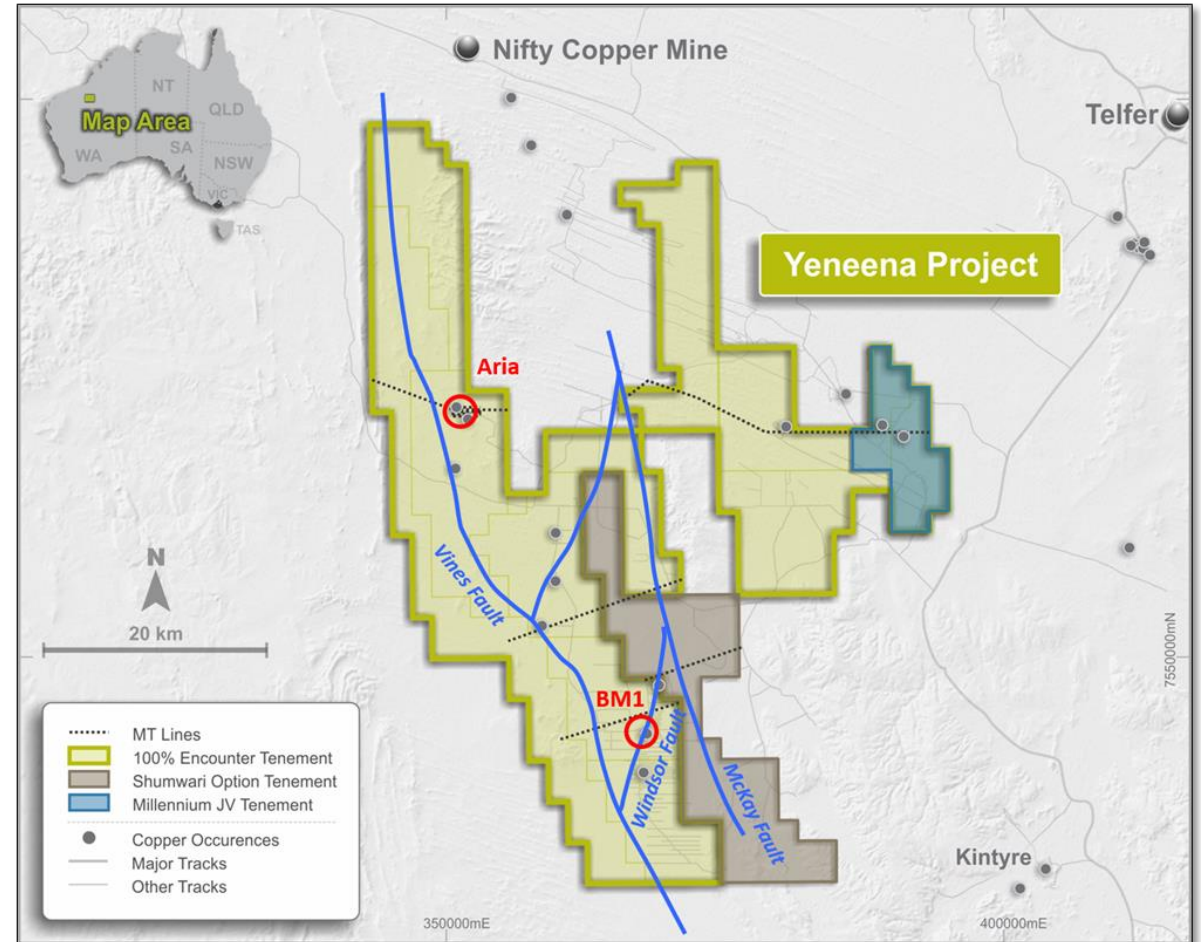 Nifty Copper Mine
NT
QLD
Map Area
WA
SA
NSW
VIC
TAS
Telfer
Yeneena Project
Aria
Vines Fault
N
20 km
BM1
Windsor Fault
McKay Fault
7550000mN
MT Lines
100% Encounter Tenement
Shumwari Option Tenement
Millennium JV Tenement
Copper Occurences
Major Tracks
Other Tracks
Kintyre
350000mE
400000mE